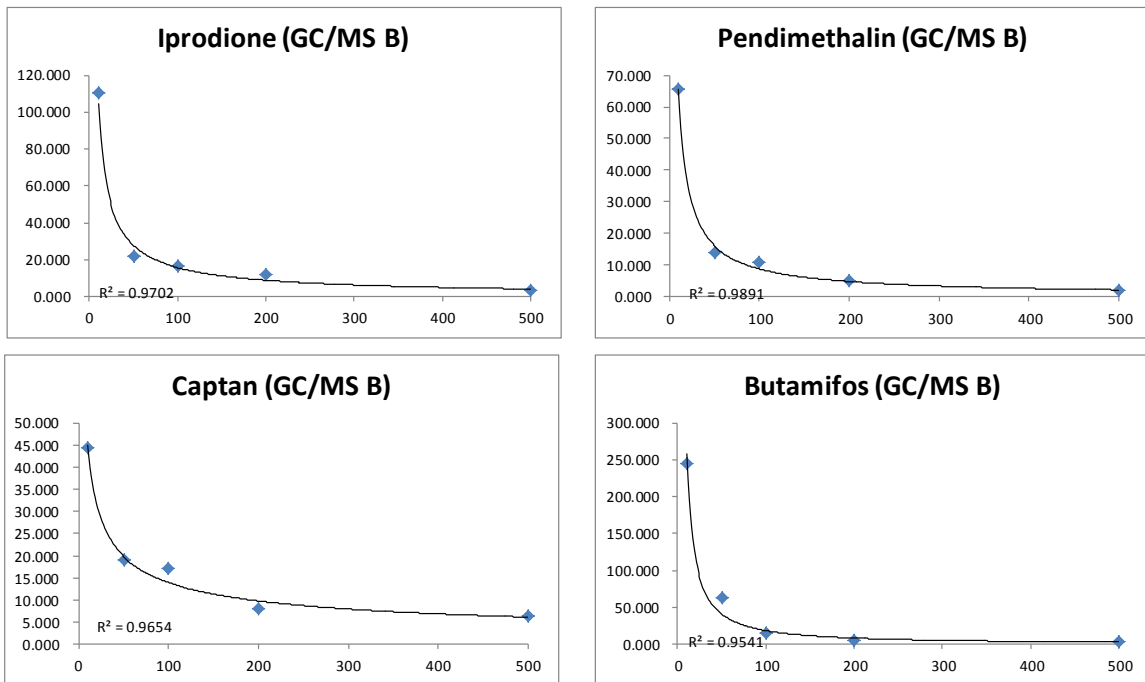 Iprodione (GC/MS B)
120.000
100.000
80.000
60.000
40.000
20.000
0.000
R² = 0.9702
0 100 200 300 400 500
Pendimethalin (GC/MS B)
70.000
60.000
50.000
40.000
30.000
20.000
10.000
0.000
R² = 0.9891
0 100 200 300 400 500
Captan (GC/MS B)
50.000
45.000
40.000
35.000
30.000
25.000
20.000
15.000
10.000
5.000
0.000
R² = 0.9654
0 100 200 300 400 500
Butamifos (GC/MS B)
300.000
250.000
200.000
150.000
100.000
50.000
0.000
R² = 0.9541
0 100 200 300 400 500